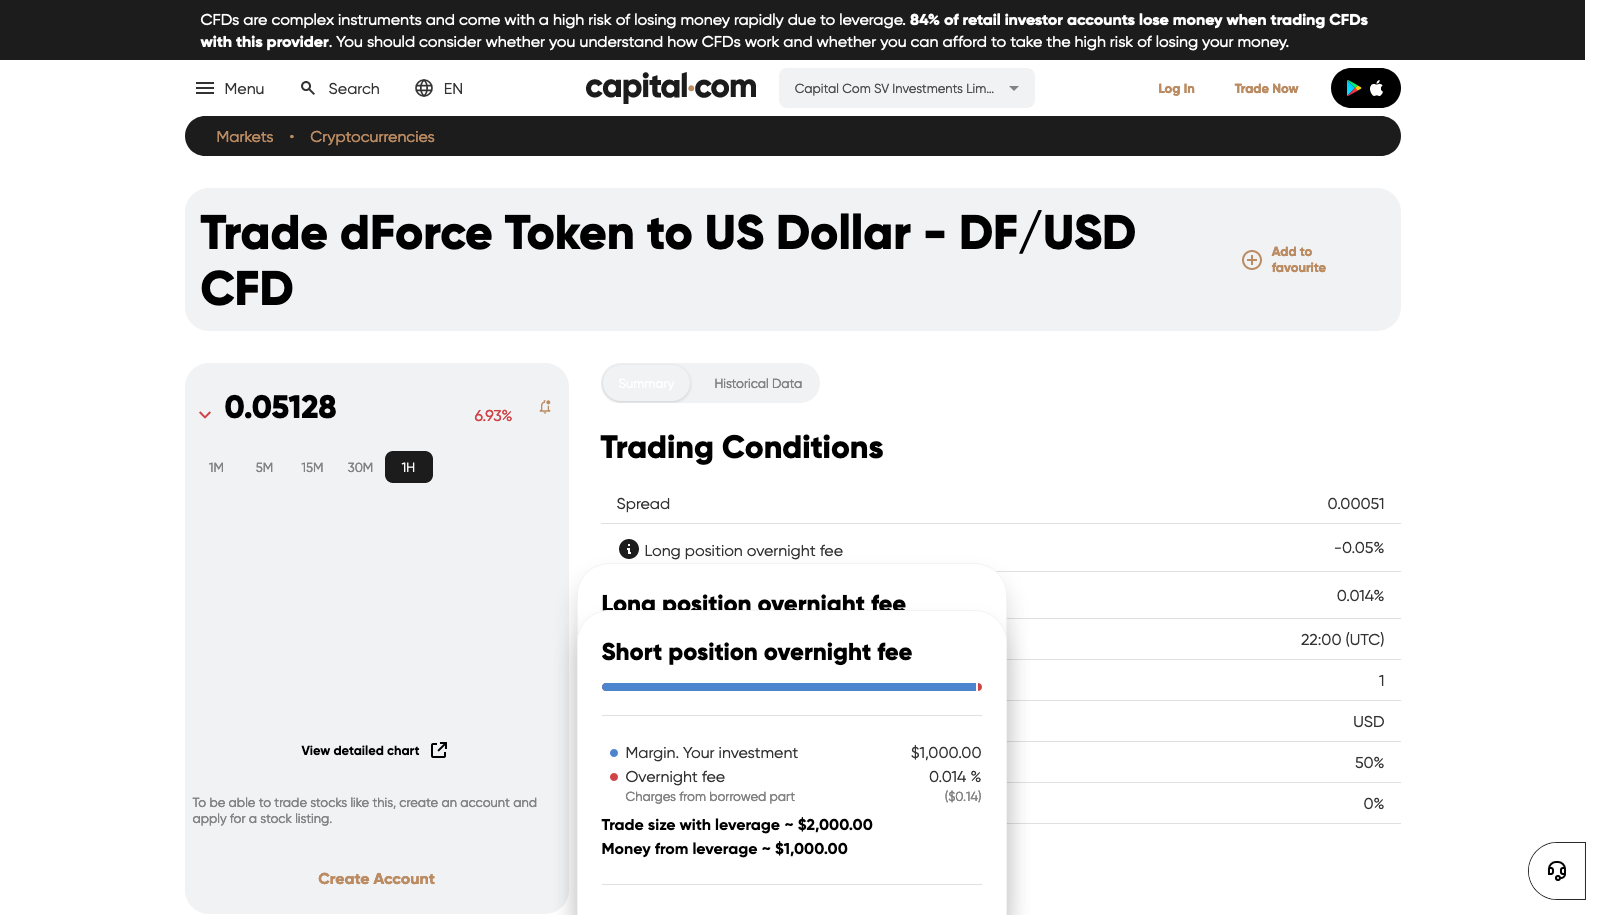 CFDs are complex instruments and come with a high risk of losing money rapidly due to leverage. 84% of retail investor accounts lose money when trading CFDs
with this provider. You should consider whether you understand how CFDs work and whether you can afford to take the high risk of losing your money.
Menu Search EN capital.com Capital Com SV Investments Lim... Log In Trade Now
Markets • Cryptocurrencies
Trade dForce Token to US Dollar - DF/USD
CFD
Add to
favourite
0.05128 6.93%
1M 5M 15M 30M 1H
View detailed chart
To be able to trade stocks like this, create an account and
apply for a stock listing.
Create Account
Summary Historical Data
Trading Conditions
Spread 0.00051
Long position overnight fee -0.05%
0.014%
22:00 (UTC)
1
USD
50%
0%
Long position overnight fee
Short position overnight fee
Margin. Your investment $1,000.00
Overnight fee 0.014 %
Charges from borrowed part ($0.14)
Trade size with leverage ~ $2,000.00
Money from leverage ~ $1,000.00